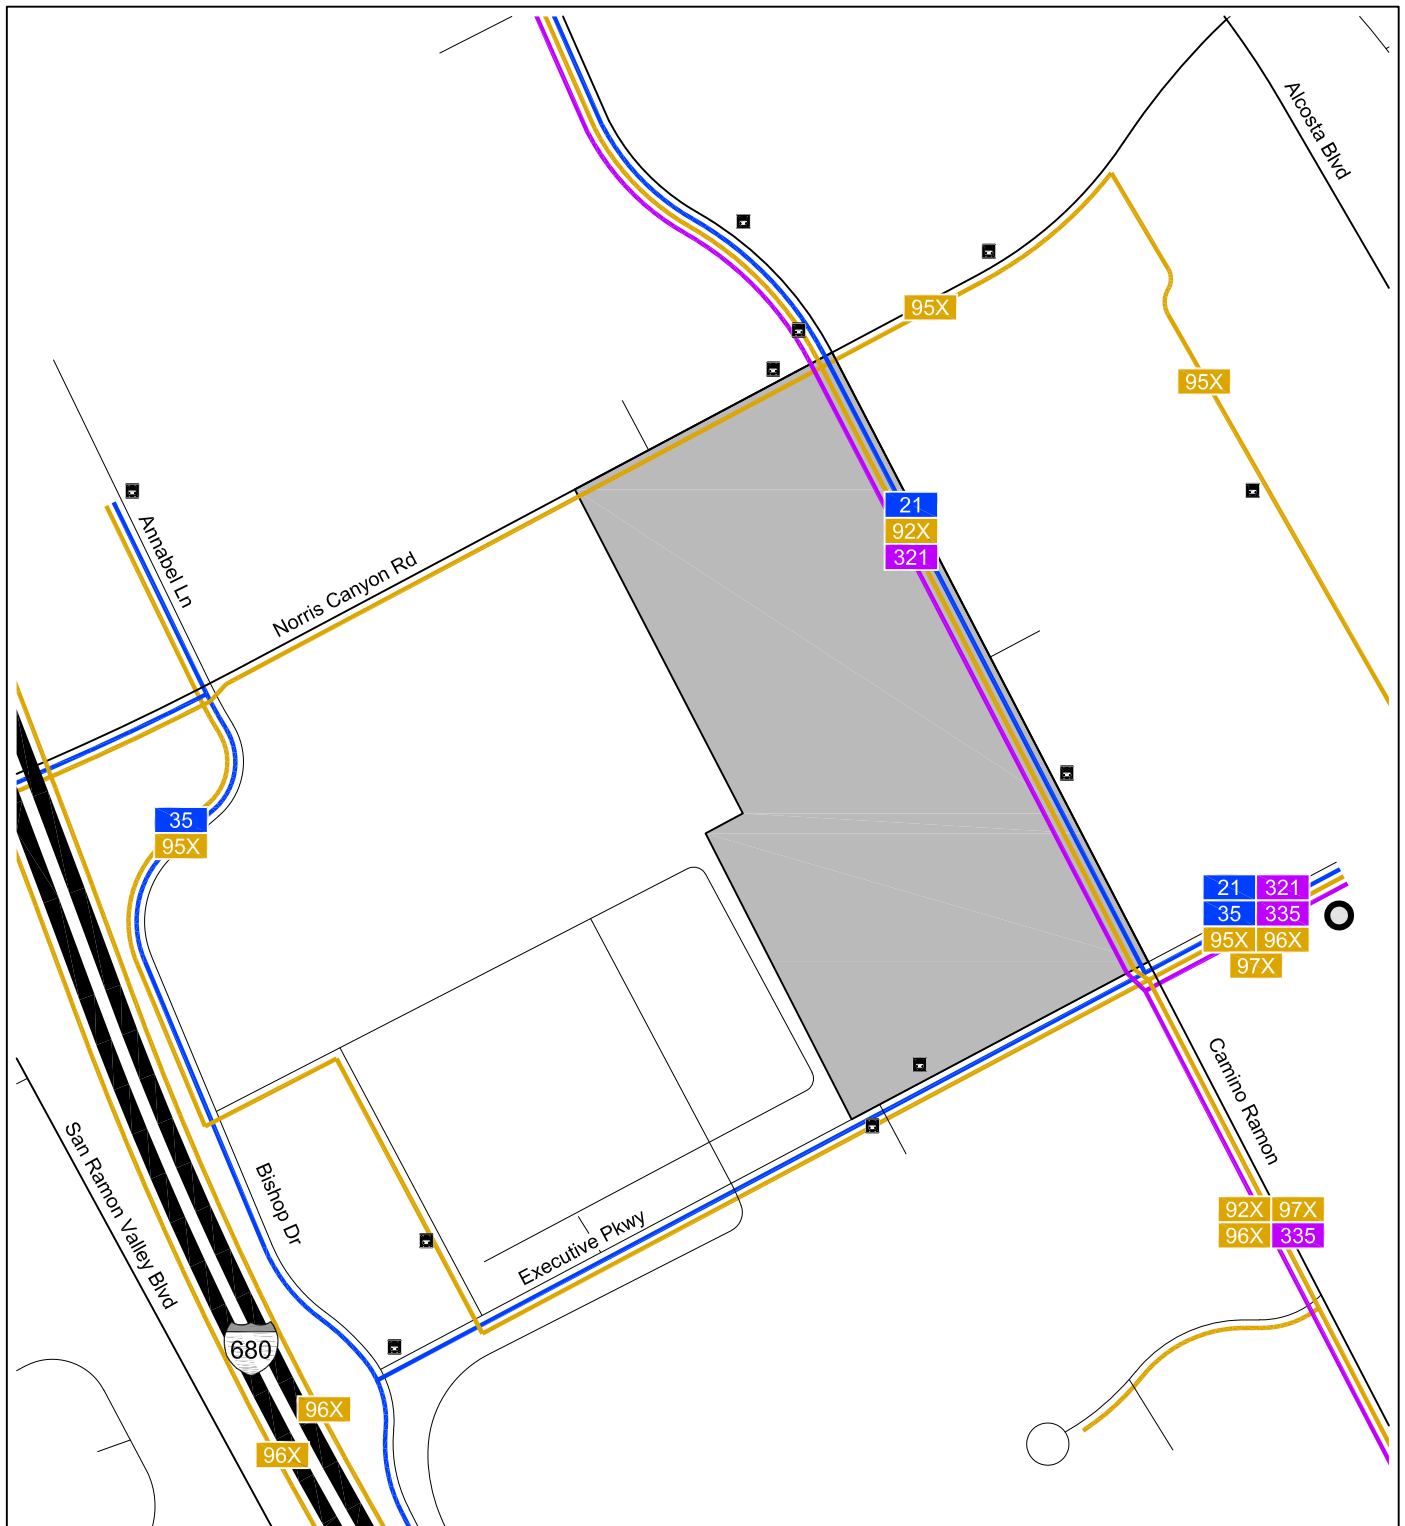 Alcosta Blvd
95X
95X
21
92X
321
Annabel Ln
Norris Canyon Rd
35
95X
21 321
35 335
95X 96X
97X
Camino Ramon
San Ramon Valley Blvd
Bishop Dr
Executive Pkwy
92X 97X
96X 335
680
96X
96X